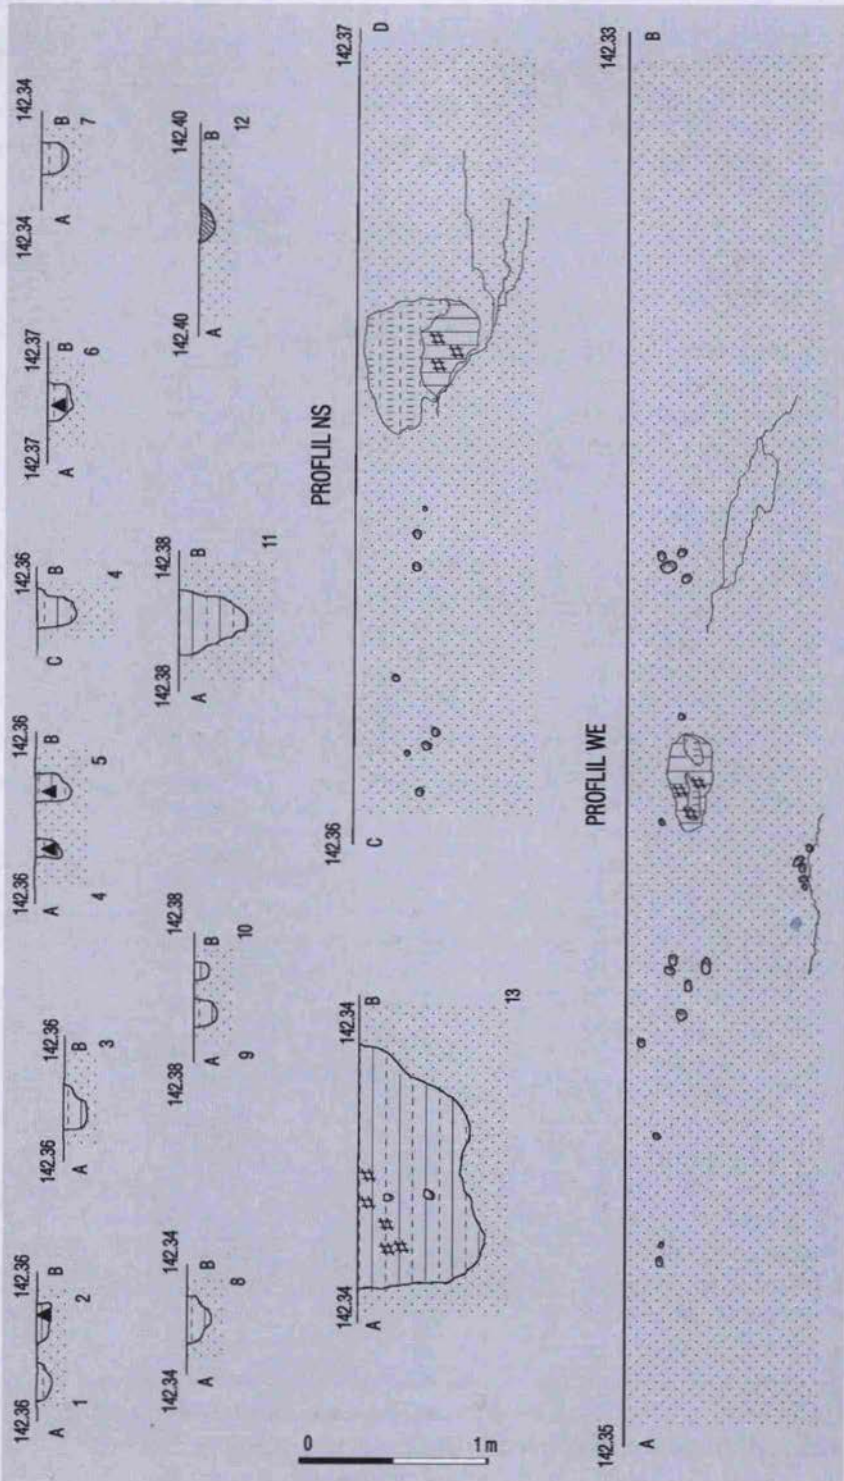 142.36 142.36
A B
1 2
142.36 142.36
A B
3
142.36 142.36
A B
4 5
142.36
C B
4
142.37 142.37
A B
6
142.34 142.34
A B
7
142.34 142.34
A B
8
142.38 142.38
A B
9 10
142.38 142.38
A B
11
142.40 142.40
A B
12
0 1 m
142.34 142.34
A B
13
PROFLIL NS
142.36 142.37
C D
PROFLIL WE
142.35 142.33
A B